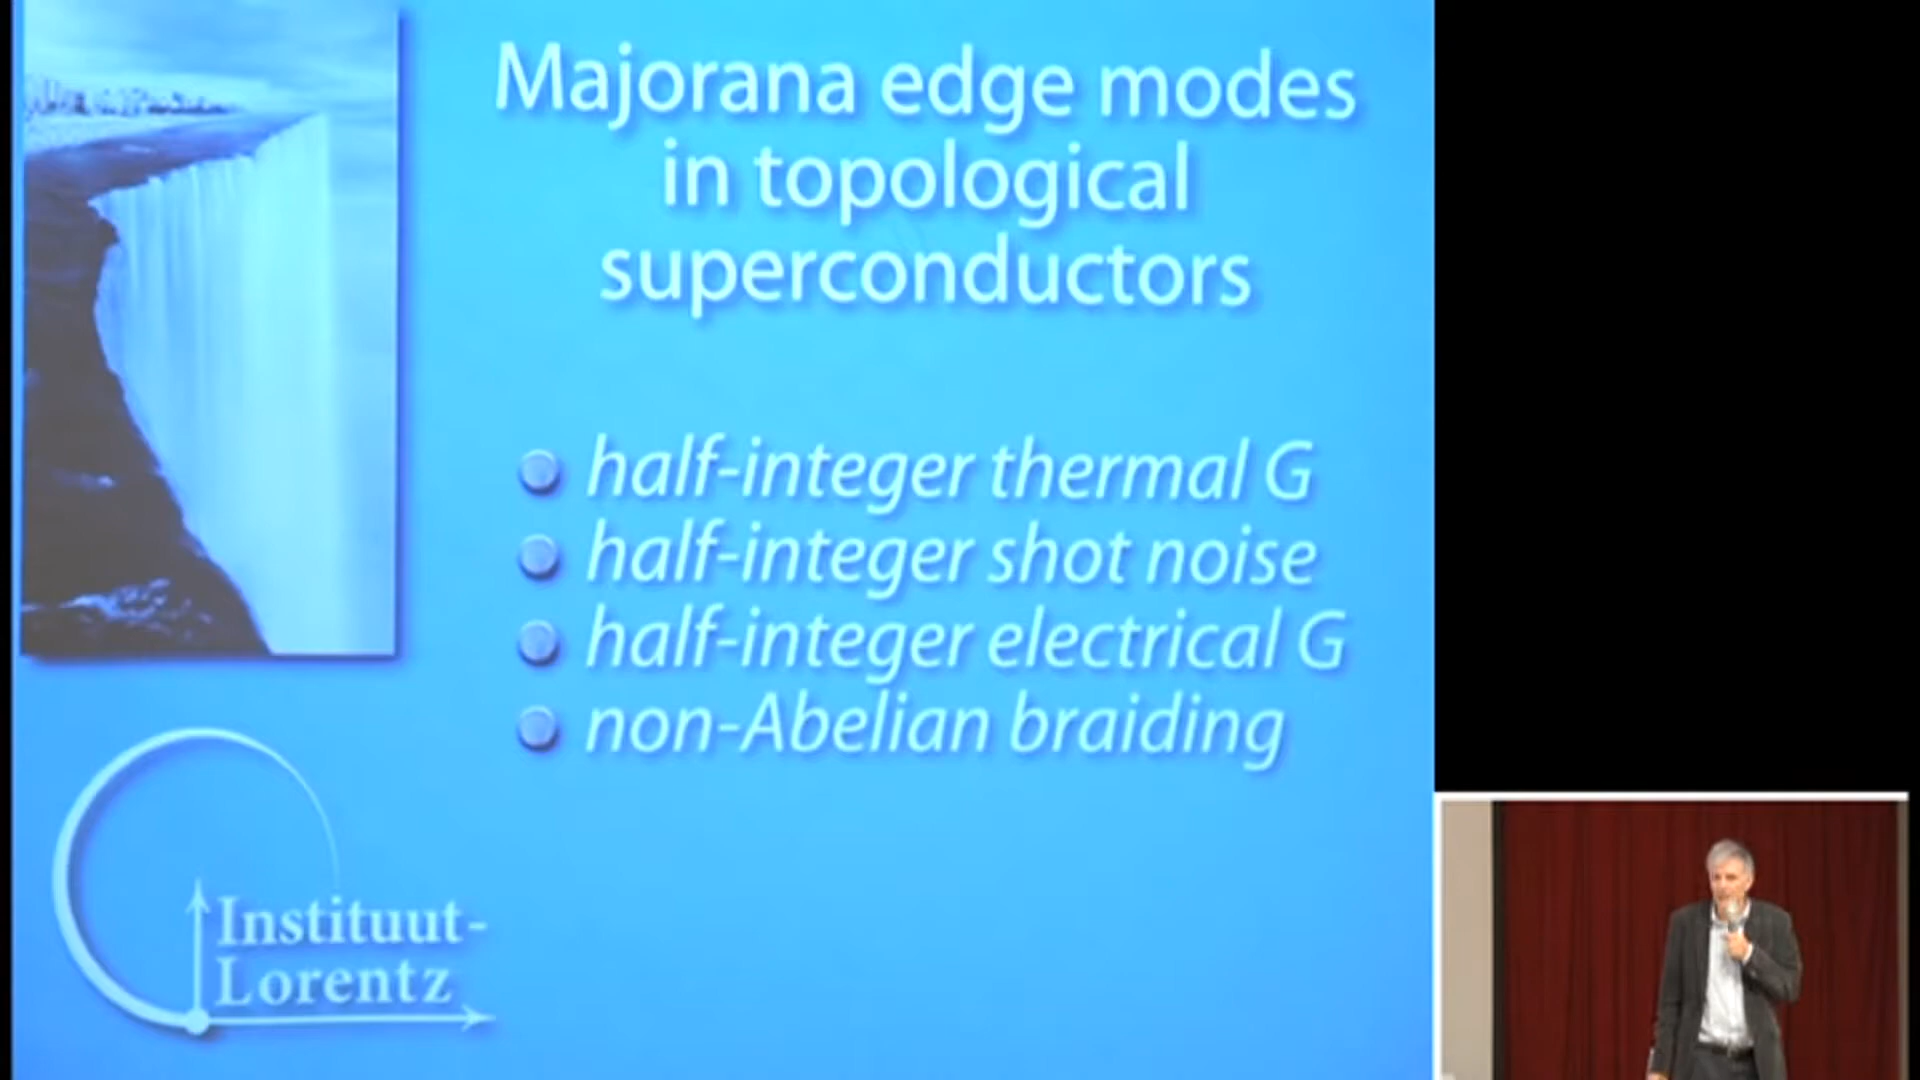 Majorana edge modes
in topological
superconductors
half-integer thermal G
half-integer shot noise
half-integer electrical G
non-Abelian braiding
Instituut-
Lorentz